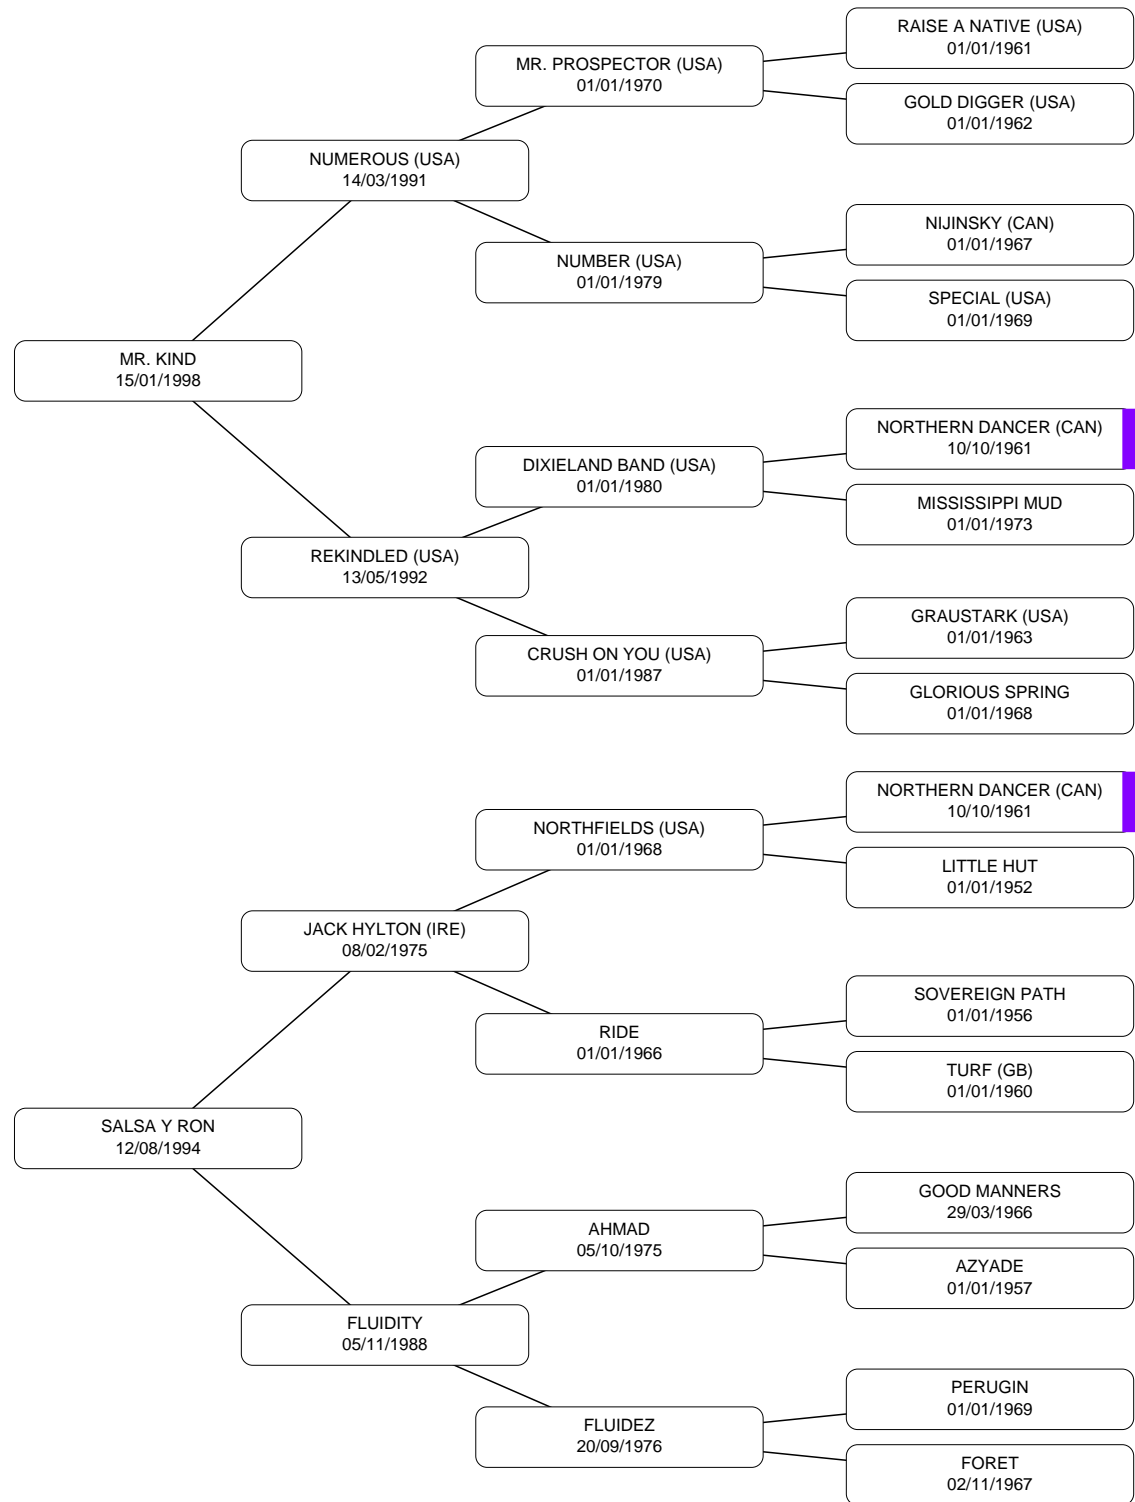 RAISE A NATIVE (USA)
01/01/1961
MR. PROSPECTOR (USA)
01/01/1970
GOLD DIGGER (USA)
01/01/1962
NUMEROUS (USA)
14/03/1991
NIJINSKY (CAN)
01/01/1967
NUMBER (USA)
01/01/1979
SPECIAL (USA)
01/01/1969
MR. KIND
15/01/1998
NORTHERN DANCER (CAN)
10/10/1961
DIXIELAND BAND (USA)
01/01/1980
MISSISSIPPI MUD
01/01/1973
REKINDLED (USA)
13/05/1992
GRAUSTARK (USA)
01/01/1963
CRUSH ON YOU (USA)
01/01/1987
GLORIOUS SPRING
01/01/1968
NORTHERN DANCER (CAN)
10/10/1961
NORTHFIELDS (USA)
01/01/1968
LITTLE HUT
01/01/1952
JACK HYLTON (IRE)
08/02/1975
SOVEREIGN PATH
01/01/1956
RIDE
01/01/1966
TURF (GB)
01/01/1960
SALSA Y RON
12/08/1994
GOOD MANNERS
29/03/1966
AHMAD
05/10/1975
AZYADE
01/01/1957
FLUIDITY
05/11/1988
PERUGIN
01/01/1969
FLUIDEZ
20/09/1976
FORET
02/11/1967